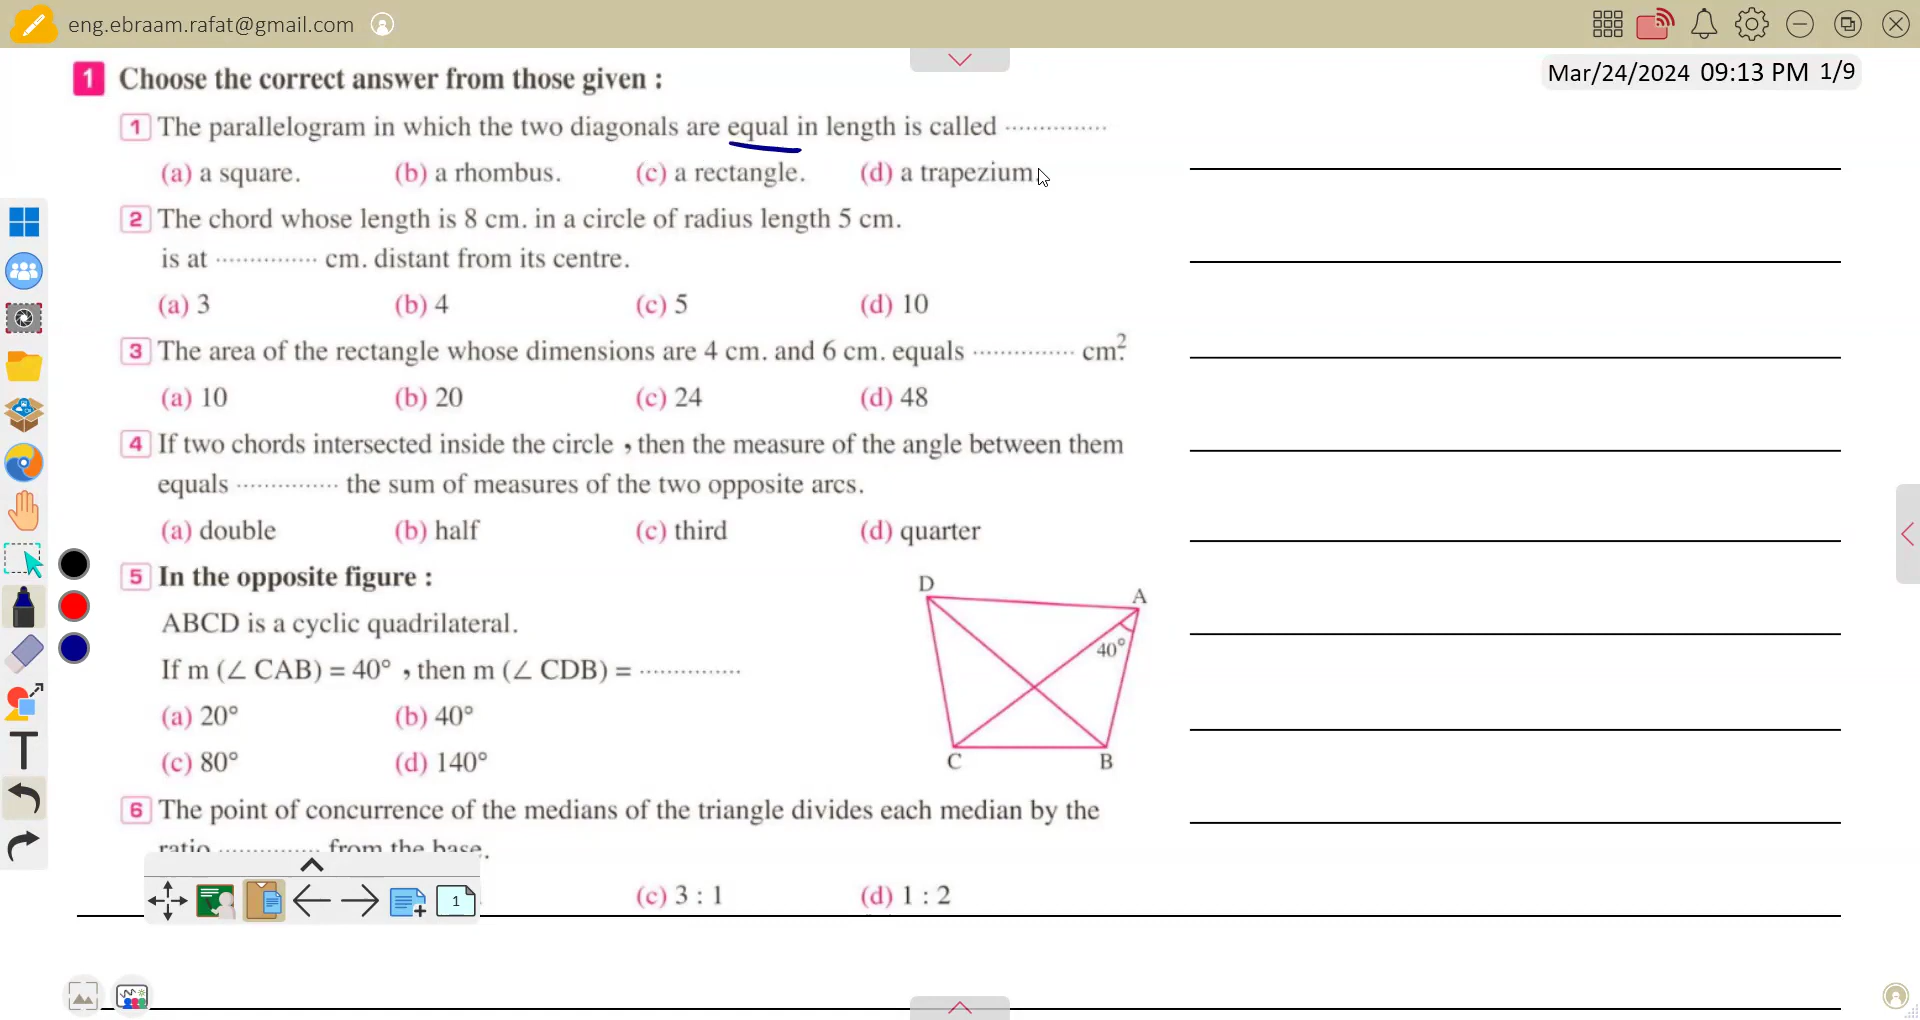 eng.ebraam.rafat@gmail.com
Mar/24/2024 09:13 PM 1/9
1 Choose the correct answer from those given :
1 The parallelogram in which the two diagonals are equal in length is called ···············
(a) a square. (b) a rhombus. (c) a rectangle. (d) a trapezium.
2 The chord whose length is 8 cm. in a circle of radius length 5 cm.
is at ··············· cm. distant from its centre.
(a) 3 (b) 4 (c) 5 (d) 10
3 The area of the rectangle whose dimensions are 4 cm. and 6 cm. equals ··············· cm².
(a) 10 (b) 20 (c) 24 (d) 48
4 If two chords intersected inside the circle , then the measure of the angle between them
equals ··············· the sum of measures of the two opposite arcs.
(a) double (b) half (c) third (d) quarter
5 In the opposite figure :
ABCD is a cyclic quadrilateral.
If m (∠ CAB) = 40° , then m (∠ CDB) = ···············
(a) 20° (b) 40°
(c) 80° (d) 140°
D
A
40°
C
B
6 The point of concurrence of the medians of the triangle divides each median by the
ratio ··············· from the base.
(c) 3 : 1 (d) 1 : 2
T
1